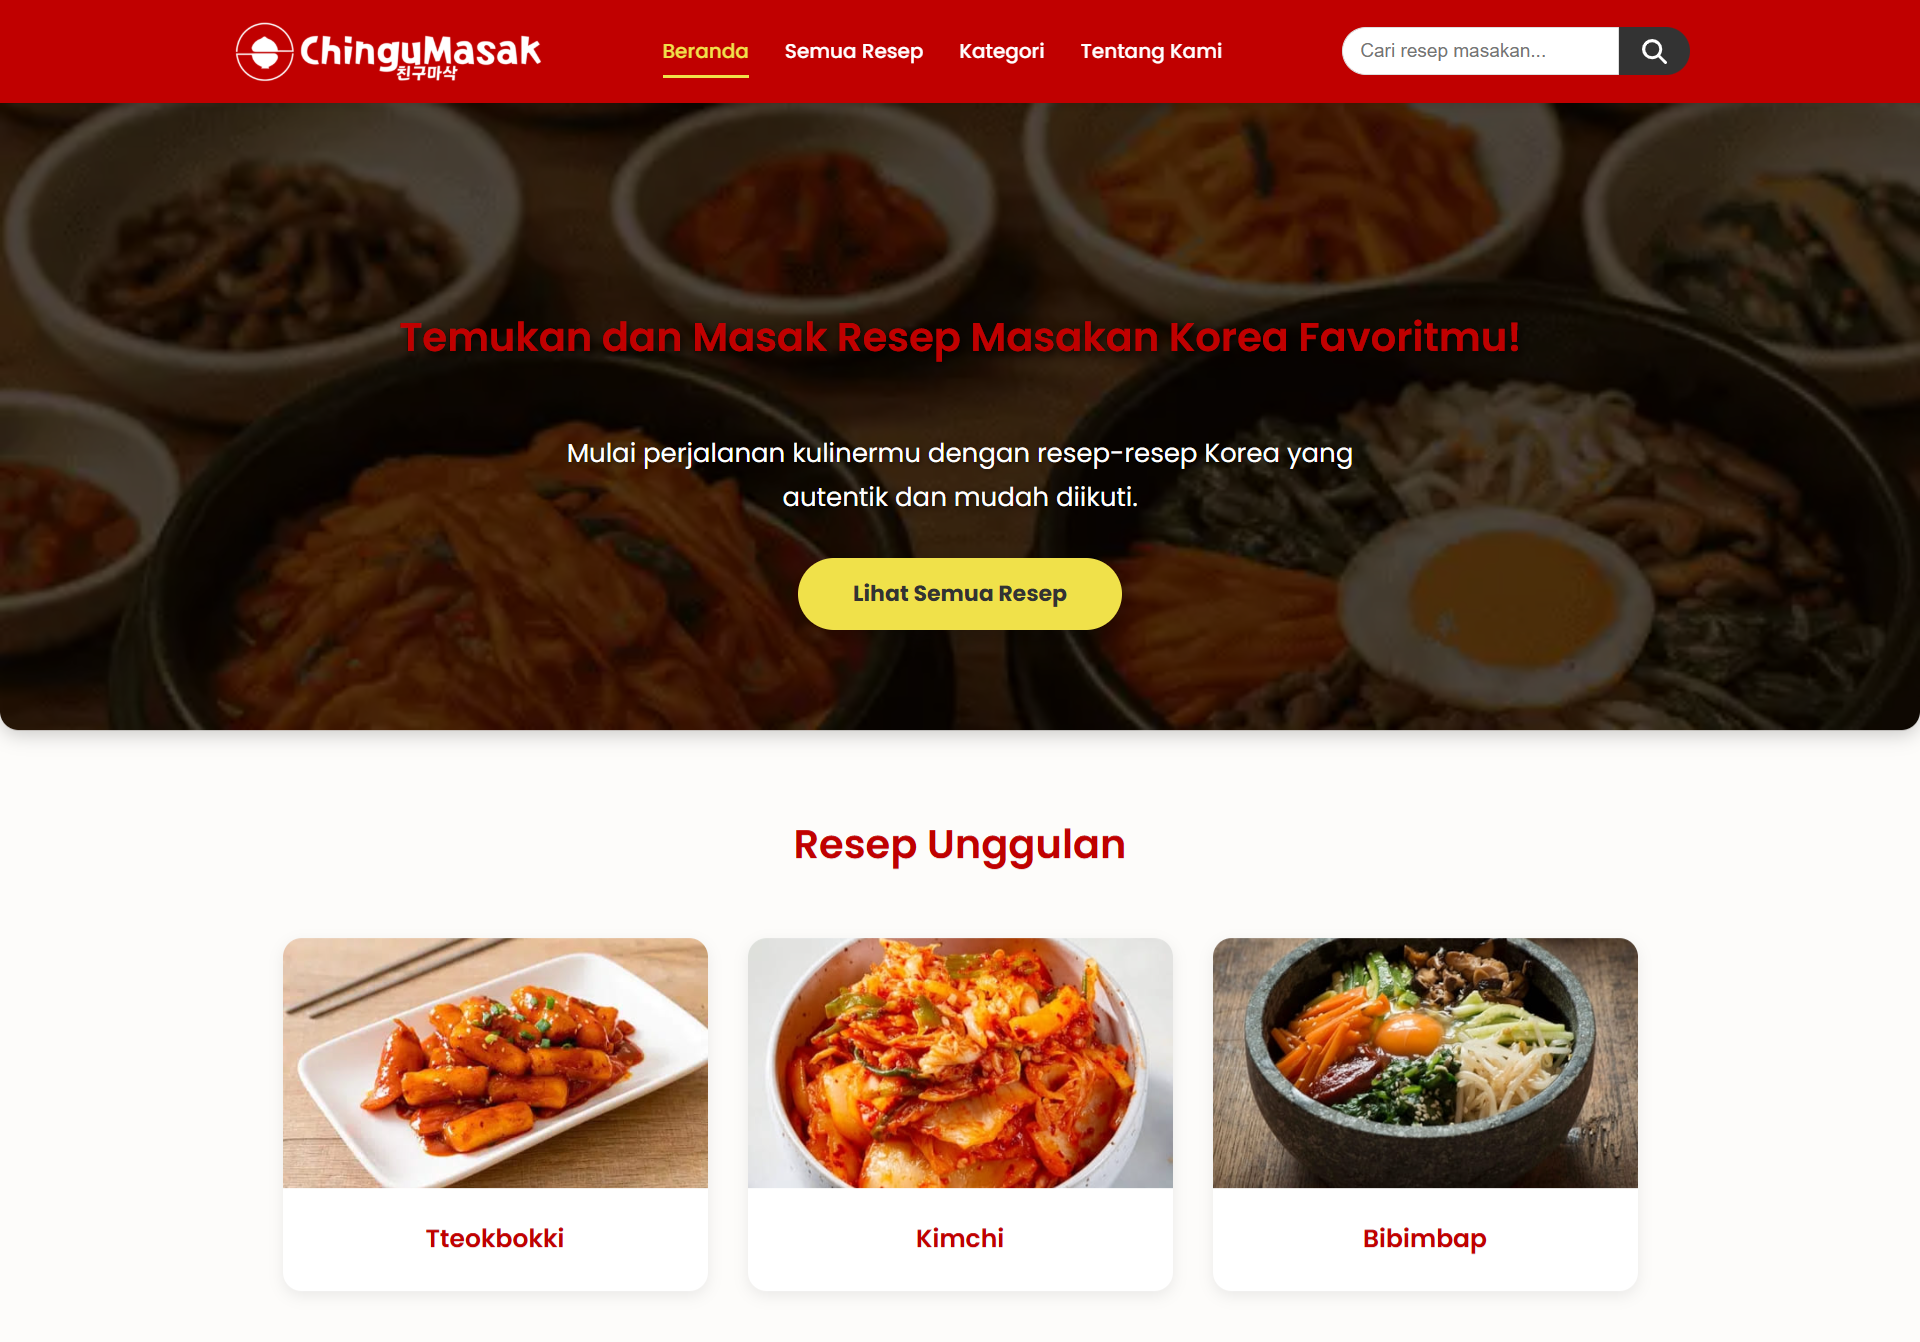 ChinguMasak
친구마삭
Beranda
Semua Resep
Kategori
Tentang Kami
Cari resep masakan...
Temukan dan Masak Resep Masakan Korea Favoritmu!
Mulai perjalanan kulinermu dengan resep-resep Korea yang
autentik dan mudah diikuti.
Lihat Semua Resep
Resep Unggulan
Tteokbokki
Kimchi
Bibimbap